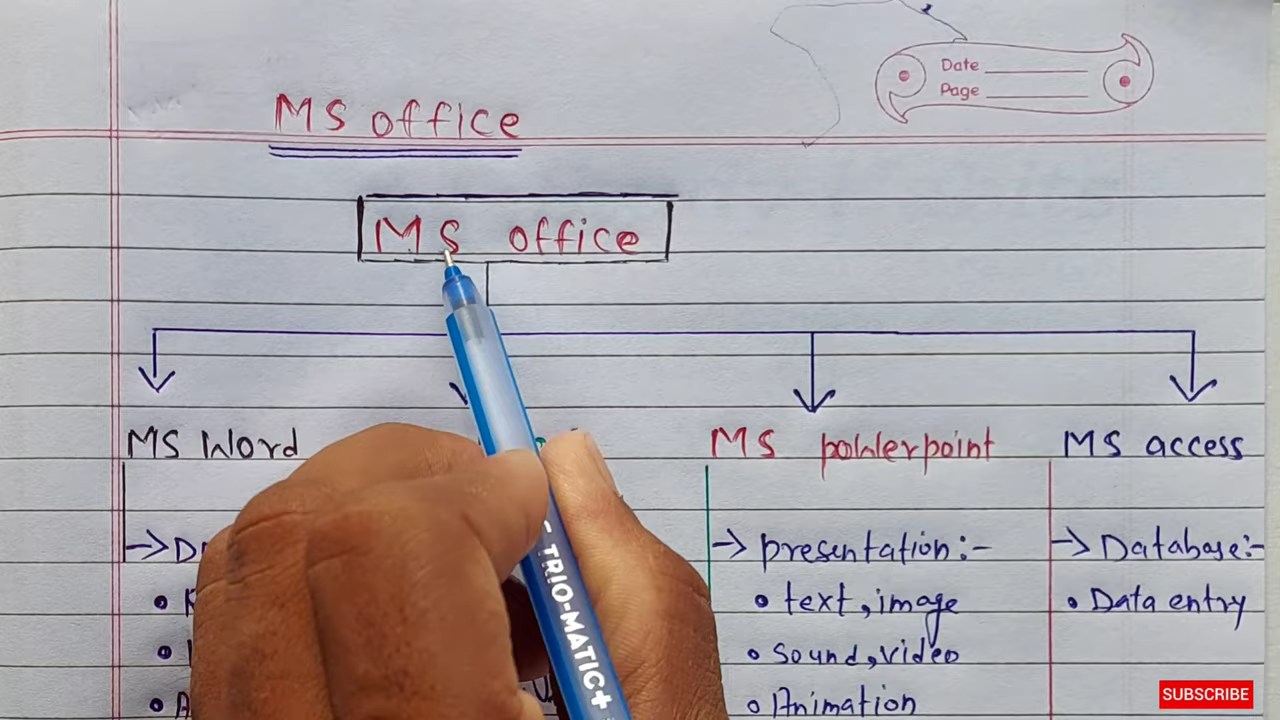 Date
Page
MS office
MS office
MS Word
MS powerpoint
MS access
→ presentation:-
• text, image
• sound, video
• Animation
→ Database:-
• Data entry
TRIO-MATIC+
SUBSCRIBE